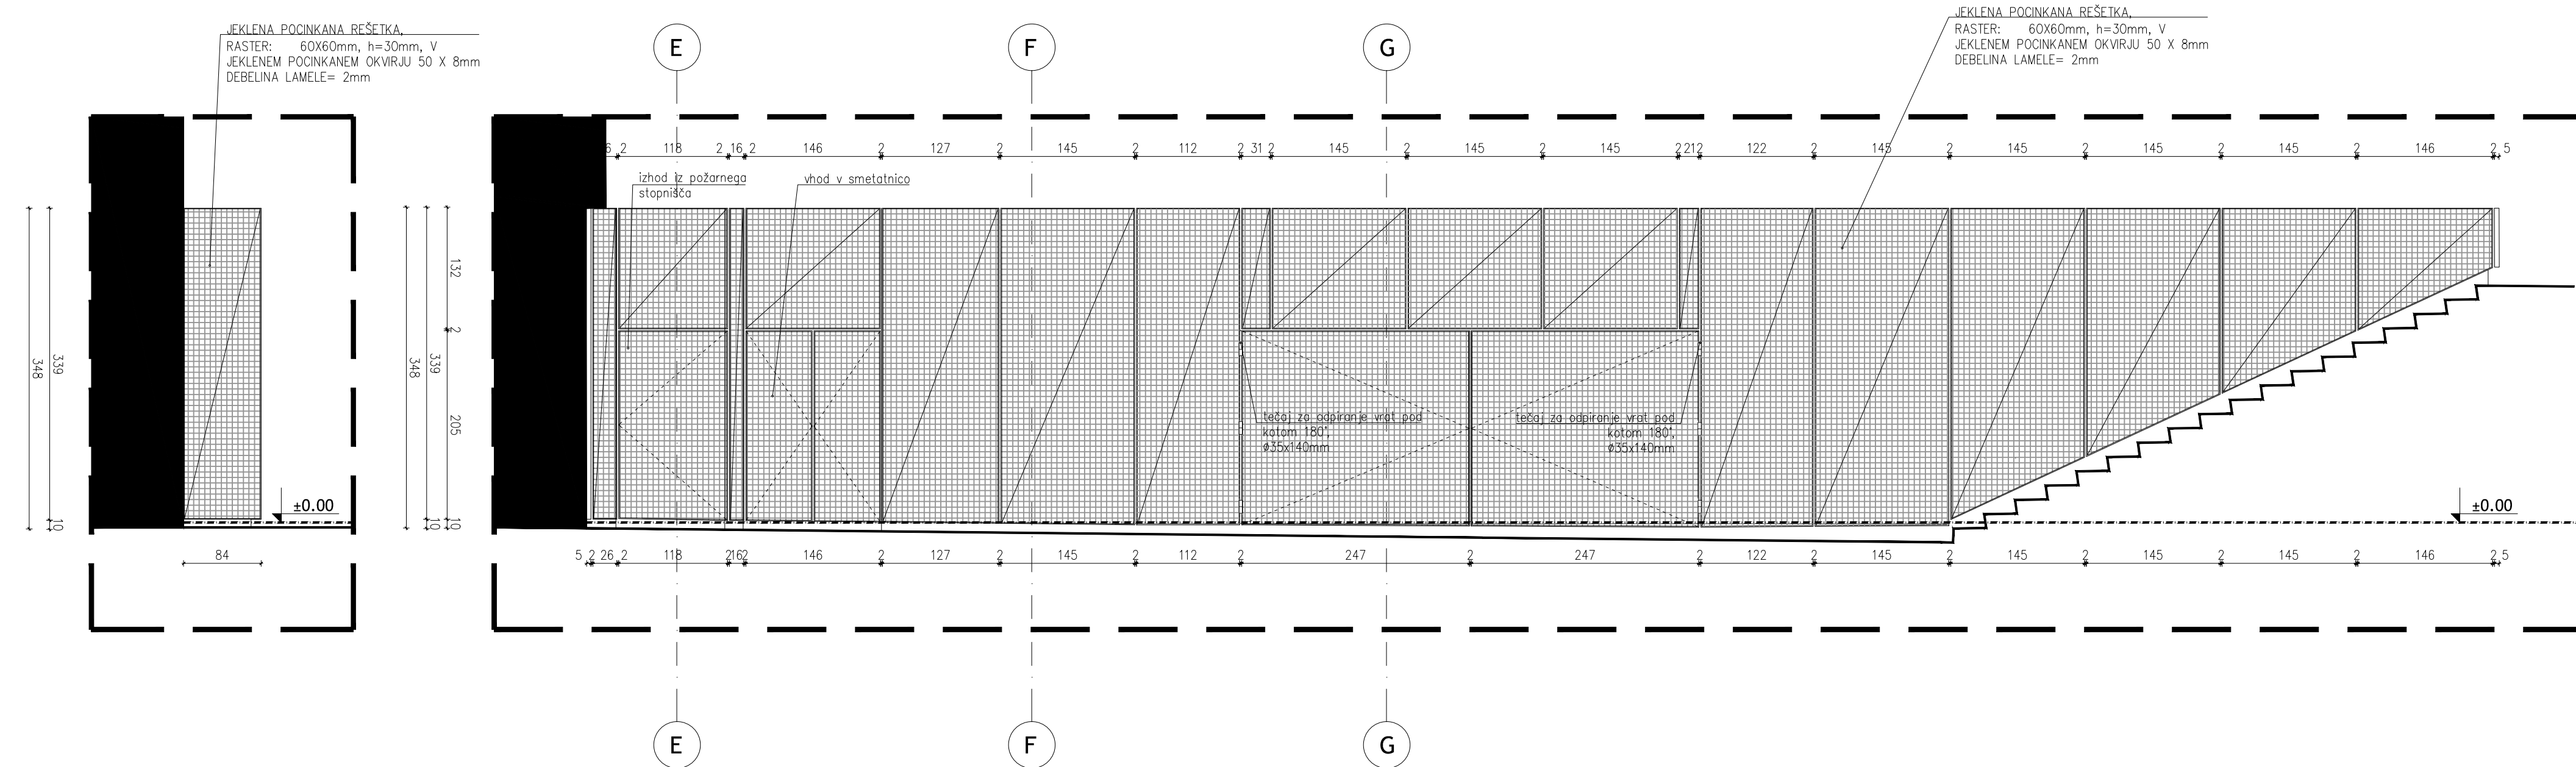 JEKLENA POCINKANA REŠETKA,
RASTER: 60X60mm, h=30mm, V
JEKLENEM POCINKANEM OKVIRJU 50 X 8mm
DEBELINA LAMELE= 2mm
E
F
G
JEKLENA POCINKANA REŠETKA,
RASTER: 60X60mm, h=30mm, V
JEKLENEM POCINKANEM OKVIRJU 50 X 8mm
DEBELINA LAMELE= 2mm
2 118 2 16 2 146 2 127 2 145 2 112 2 31 2 145 2 145 2 145 2 21 2 122 2 145 2 145 2 145 2 145 2 146 2 5
izhod iz požarnega
stopnišča
vhod v smetatnico
348
339
10
348
339
10
132
2
205
10
tečaj za odpiranje vrat pod
kotom 180°,
ø35x140mm
tečaj za odpiranje vrat pod
kotom 180°,
ø35x140mm
±0.00
±0.00
84
5 2 26 2 118 2 16 2 146 2 127 2 145 2 112 2 247 2 247 2 122 2 145 2 145 2 145 2 145 2 146 2 5
E
F
G